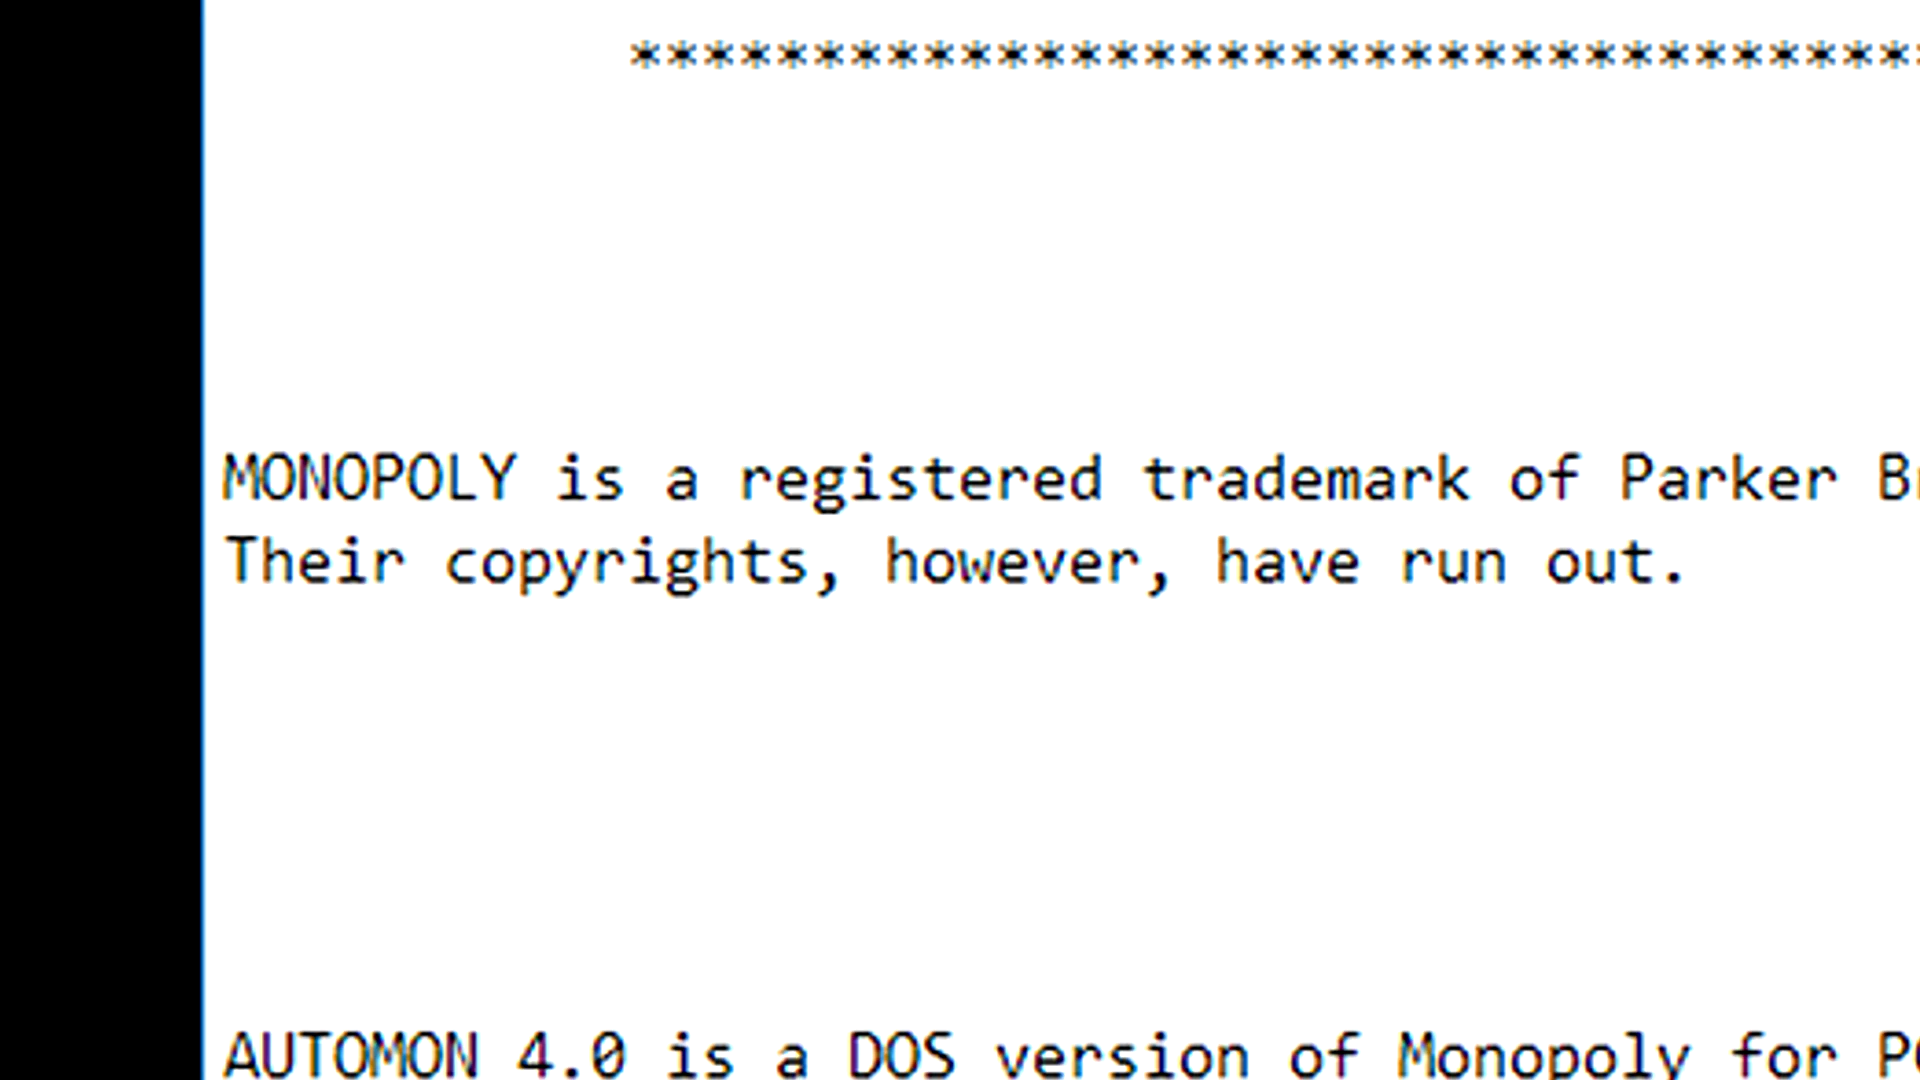 ***********************************
MONOPOLY is a registered trademark of Parker
Their copyrights, however, have run out.
AUTOMON 4.0 is a DOS version of Monopoly for